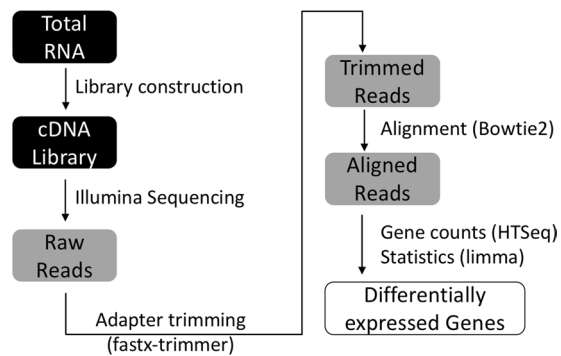 Total
RNA
Library construction
cDNA
Library
Illumina Sequencing
Raw
Reads
Adapter trimming
(fastx-trimmer)
Trimmed
Reads
Alignment (Bowtie2)
Aligned
Reads
Gene counts (HTSeq)
Statistics (limma)
Differentially
expressed Genes